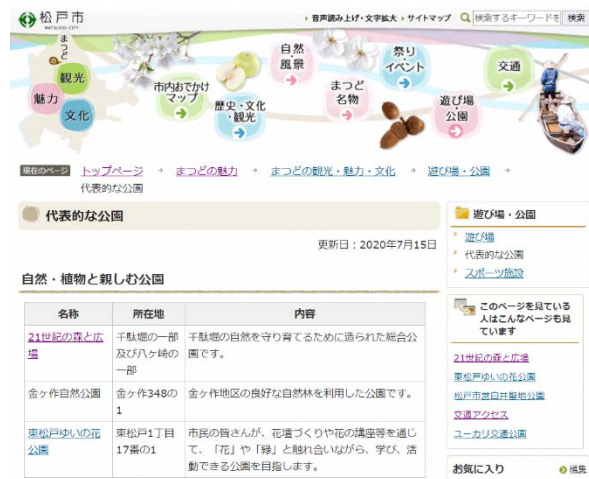 松戸市
MATSUDO CITY
音声読み上げ・文字拡大
サイトマップ
検索するキーワードを
検索
まつど
観光
魅力
文化
市内おでかけ
マップ
歴史・文化
・観光
自然
風景
まつど
名物
祭り
イベント
遊び場
公園
交通
現在のページ トップページ → まつどの魅力 → まつどの観光・魅力・文化 → 遊び場・公園 →
代表的な公園
代表的な公園
更新日：2020年7月15日
自然・植物と親しむ公園
名称 所在地 内容
21世紀の森と広 千駄堀の一部 千駄堀の自然を守り育てるために造られた総合公
場 及び八ヶ崎の 園です。
一部
金ヶ作自然公園 金ヶ作348の 金ヶ作地区の良好な自然林を利用した公園です。
1
東松戸ゆいの花 東松戸1丁目 市民の皆さんが、花壇づくりや花の講座等を通じ
公園 17番の1 て、「花」や「緑」と触れ合いながら、学び、活
動できる公園を目指します。
遊び場・公園
遊び場
代表的な公園
スポーツ施設
このページを見ている
人はこんなページも見
ています
21世紀の森と広場
東松戸ゆいの花公園
松戸市営白井聖地公園
交通アクセス
ユーカリ交通公園
お気に入り
編集